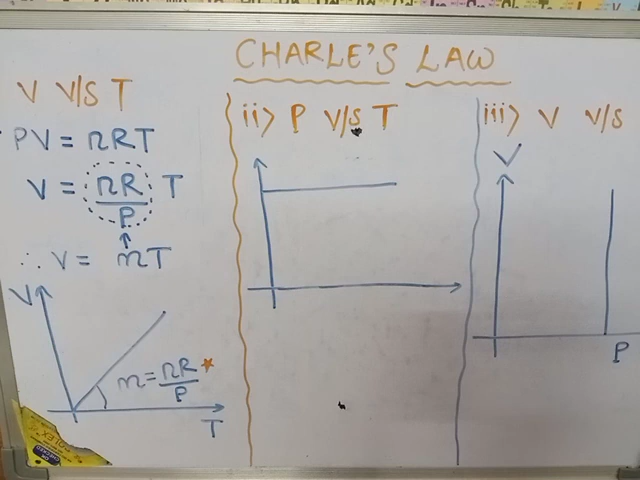 CHARLE'S LAW
V V/S T
PV = nRT
V = nR/P T
∴ V = mT
V
m = nR/P *
T
ii> P V/S T
iii> V V/S
V
P